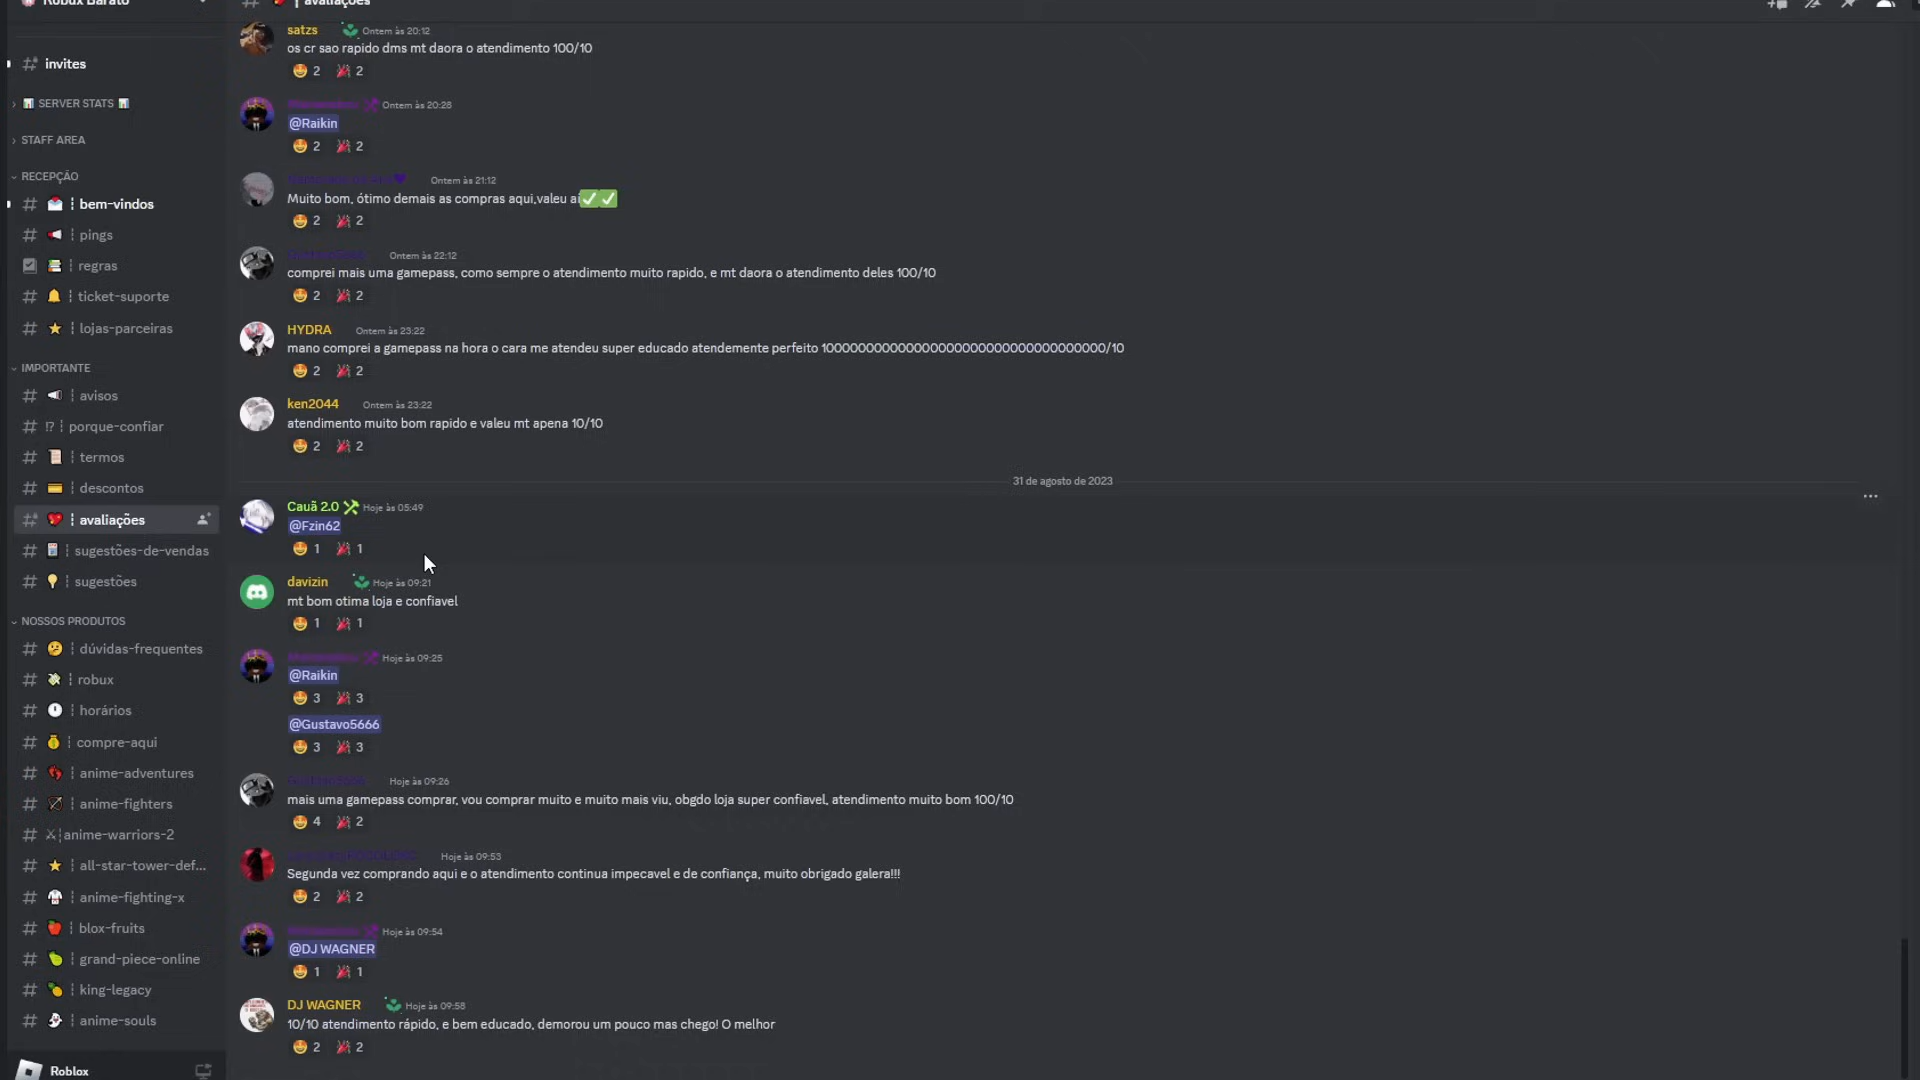 Robux Barato
avaliações
invites
SERVER STATS
STAFF AREA
RECEPÇÃO
bem-vindos
pings
regras
ticket-suporte
lojas-parceiras
IMPORTANTE
avisos
porque-confiar
termos
descontos
avaliações
sugestões-de-vendas
sugestões
NOSSOS PRODUTOS
dúvidas-frequentes
robux
horários
compre-aqui
anime-adventures
anime-fighters
anime-warriors-2
all-star-tower-def...
anime-fighting-x
blox-fruits
grand-piece-online
king-legacy
anime-souls
Roblox
satzs Ontem às 20:12
os cr sao rapido dms mt daora o atendimento 100/10
2 2
Ontem às 20:28
@Raikin
2 2
Ontem às 21:12
Muito bom, ótimo demais as compras aqui,valeu ai
2 2
Ontem às 22:12
comprei mais uma gamepass, como sempre o atendimento muito rapido, e mt daora o atendimento deles 100/10
2 2
HYDRA Ontem às 23:22
mano comprei a gamepass na hora o cara me atendeu super educado atendemente perfeito
2 2
ken2044 Ontem às 23:22
atendimento muito bom rapido e valeu mt apena 10/10
2 2
31 de agosto de 2023
Cauã 2.0 Hoje às 05:49
@Fzin62
1 1
davizin Hoje às 09:21
mt bom otima loja e confiavel
1 1
Hoje às 09:25
@Raikin
3 3
@Gustavo5666
3 3
Gustavo5666 Hoje às 09:26
mais uma gamepass comprar, vou comprar muito e muito mais viu, obgdo loja super confiavel, atendimento muito bom 100/10
4 2
Hoje às 09:53
Segunda vez comprando aqui e o atendimento continua impecavel e de confiança, muito obrigado galera!!!
2 2
Hoje às 09:54
@DJ WAGNER
1 1
DJ WAGNER Hoje às 09:58
10/10 atendimento rápido, e bem educado, demorou um pouco mas chego! O melhor
2 2